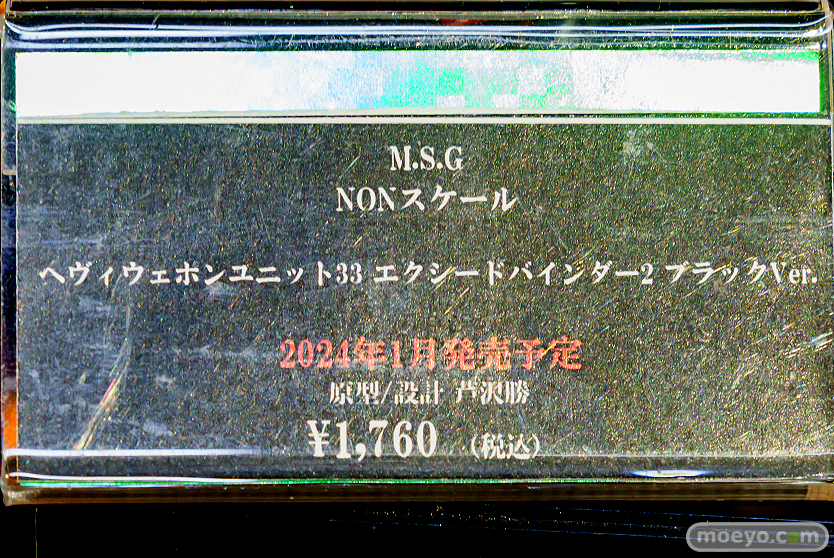 M.S.G
NONスケール
ヘヴィウェポンユニット33 エクシードバインダー2 ブラックVer.
2024年1月発売予定
原型/設計 芦沢勝
¥1,760 (税込)
moeyo.com